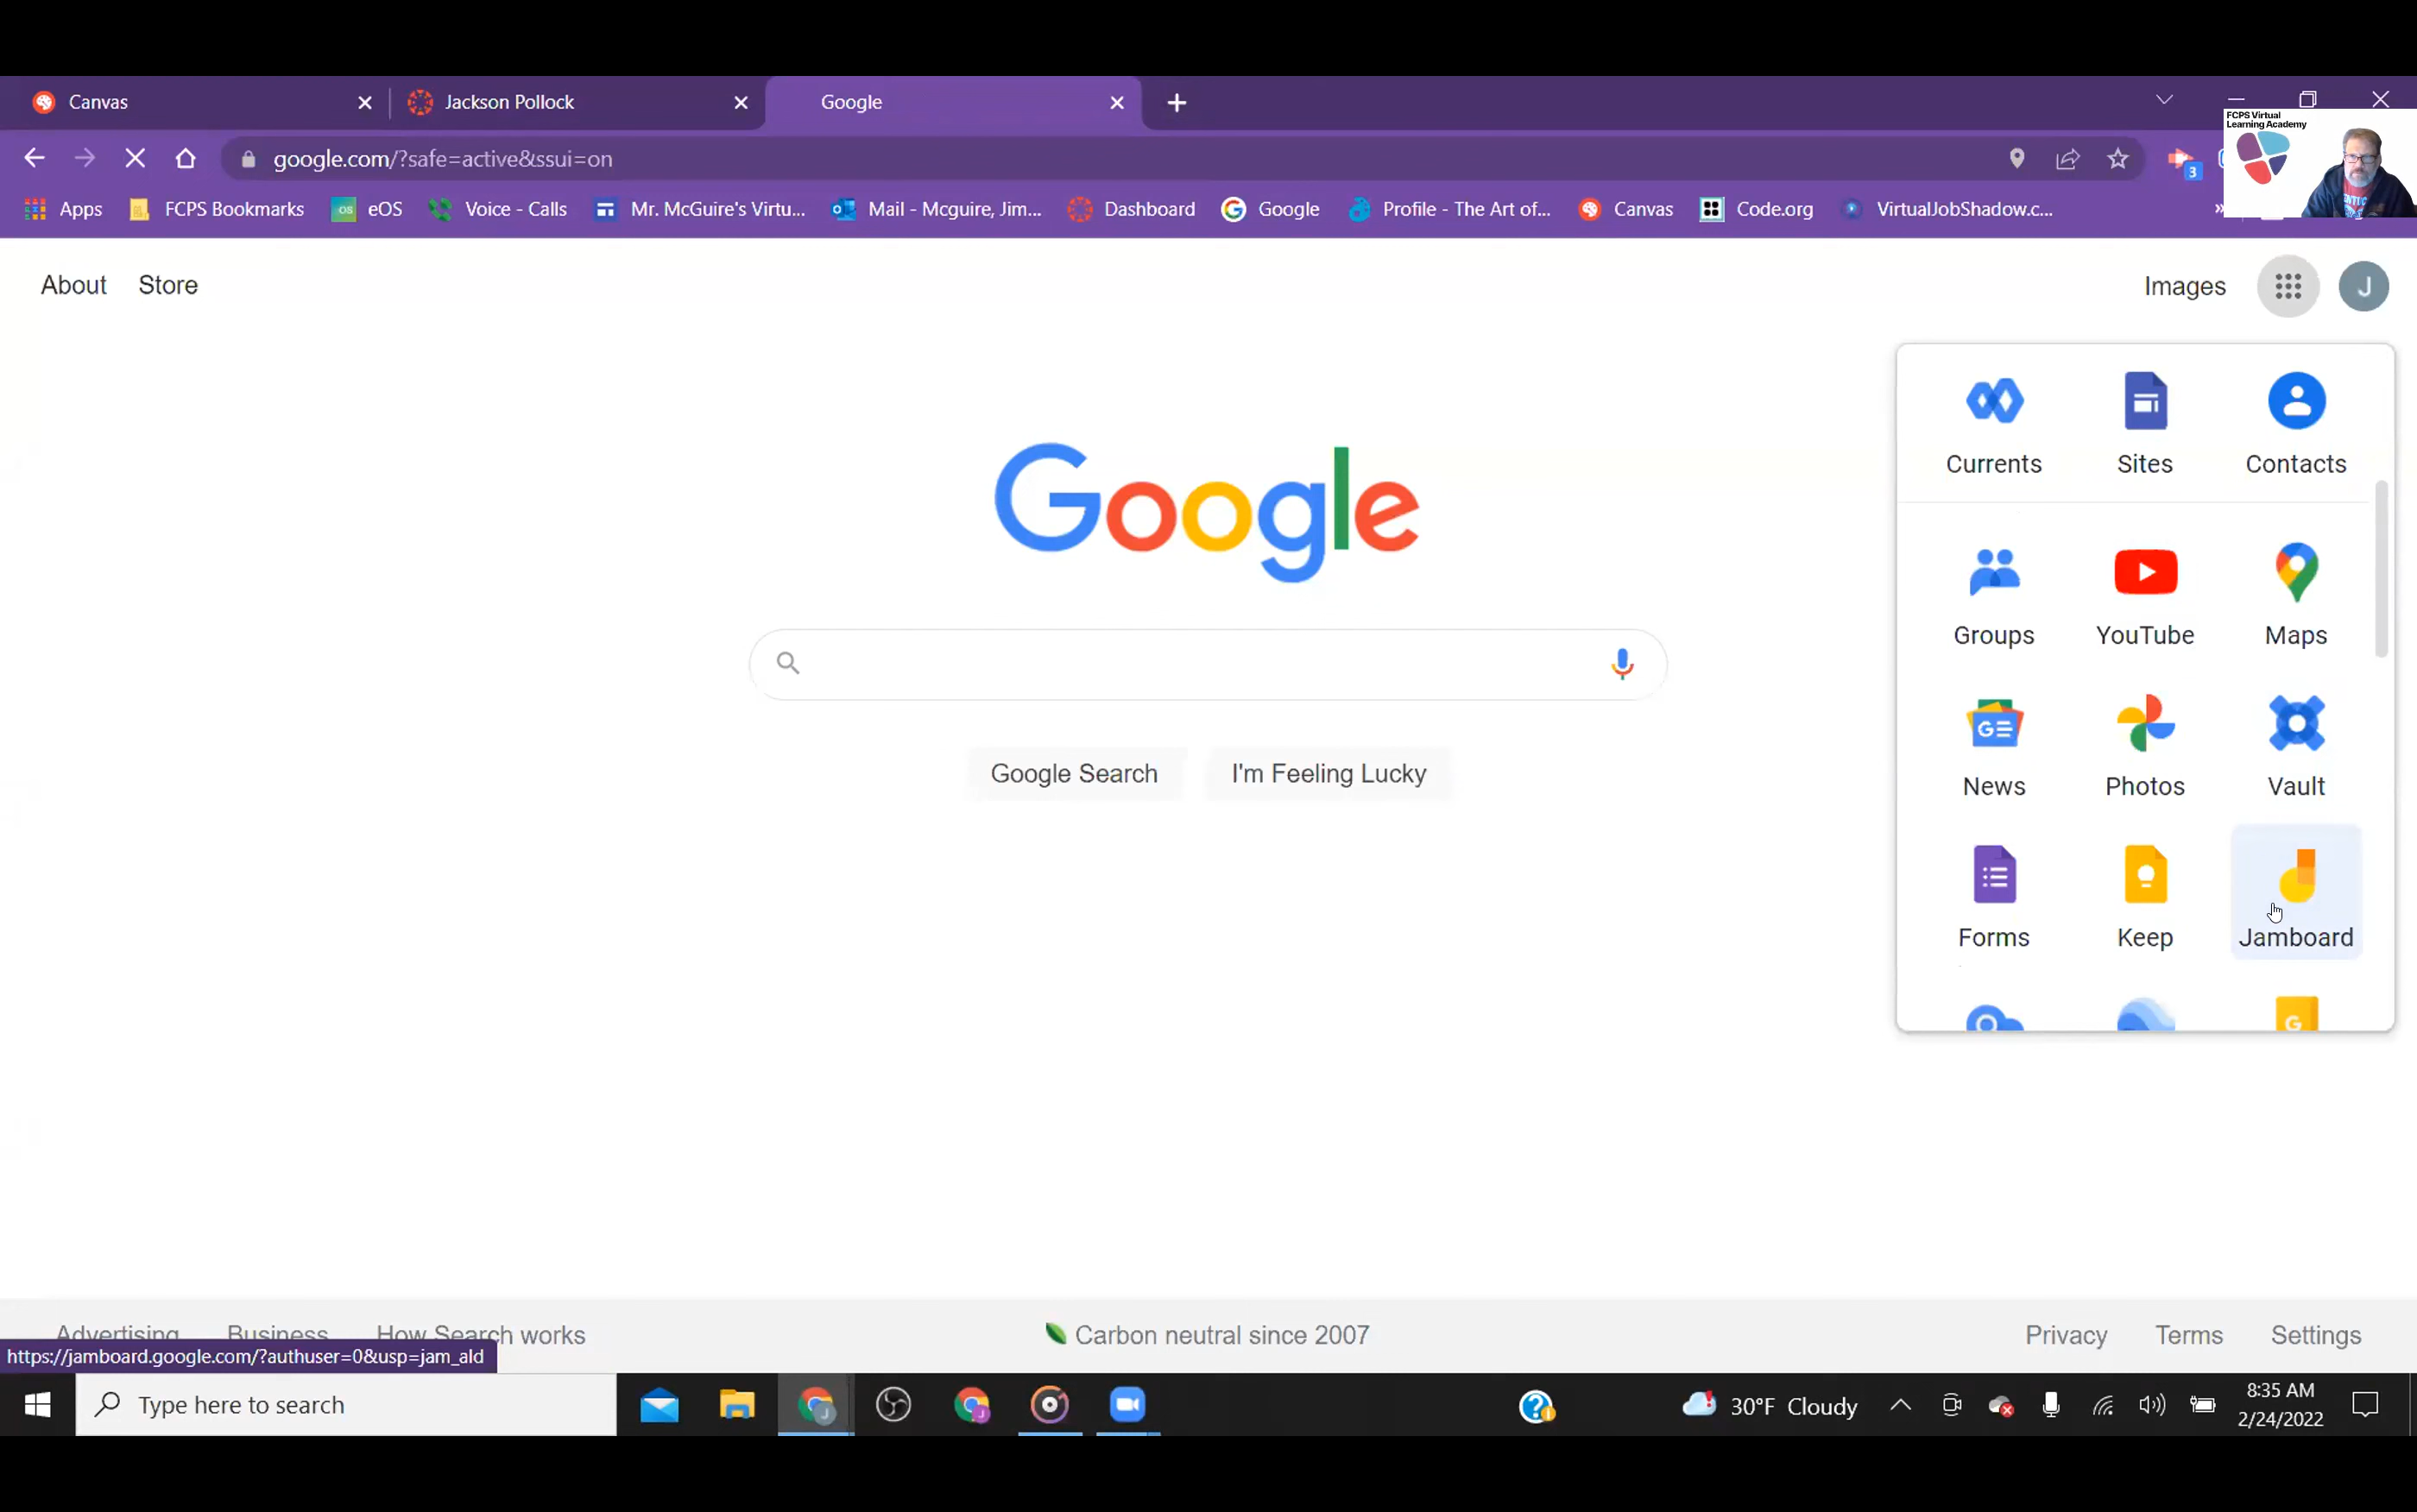 Canvas
Jackson Pollock
Google
google.com/?safe=active&ssui=on
3
FCPS Virtual
Learning Academy
Apps
FCPS Bookmarks
os
eOS
Voice - Calls
Mr. McGuire's Virtu...
Mail - Mcguire, Jim...
Dashboard
Google
Profile - The Art of...
Canvas
Code.org
VirtualJobShadow.c...
»
About
Store
Images
J
Currents
Sites
Contacts
Google
Groups
YouTube
Maps
GE
News
Photos
Vault
Google Search
I'm Feeling Lucky
Forms
Keep
Jamboard
G
Advertising
Business
How Search works
Carbon neutral since 2007
Privacy
Terms
Settings
https://jamboard.google.com/?authuser=0&usp=jam_ald
Type here to search
J
J
30°F Cloudy
8:35 AM
2/24/2022